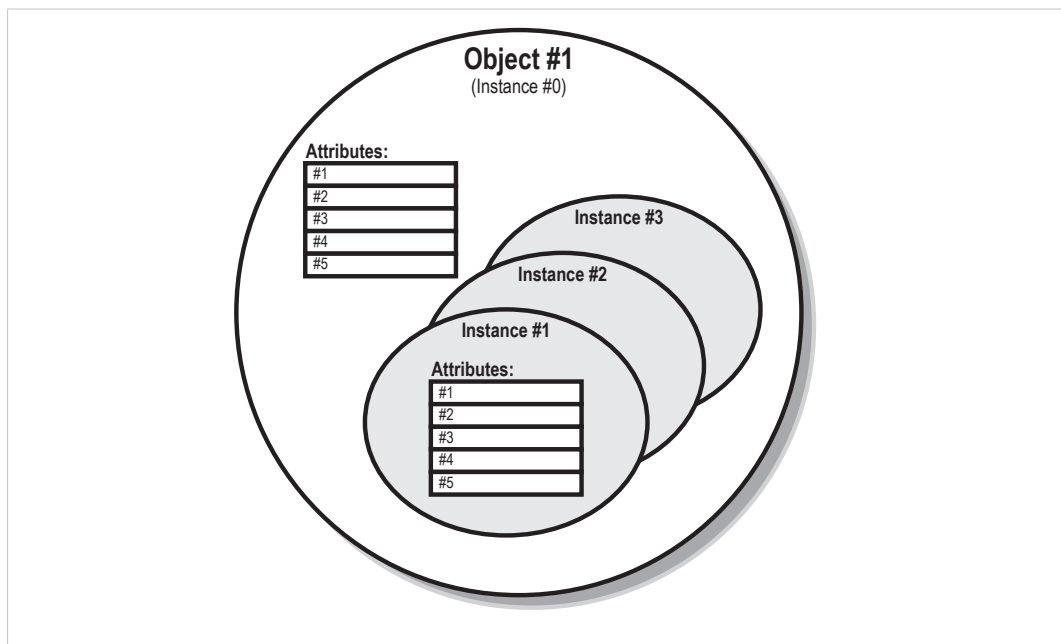 Object #1
(Instance #0)
Attributes:
#1
#2
#3
#4
#5
Instance #3
Instance #2
Instance #1
Attributes:
#1
#2
#3
#4
#5